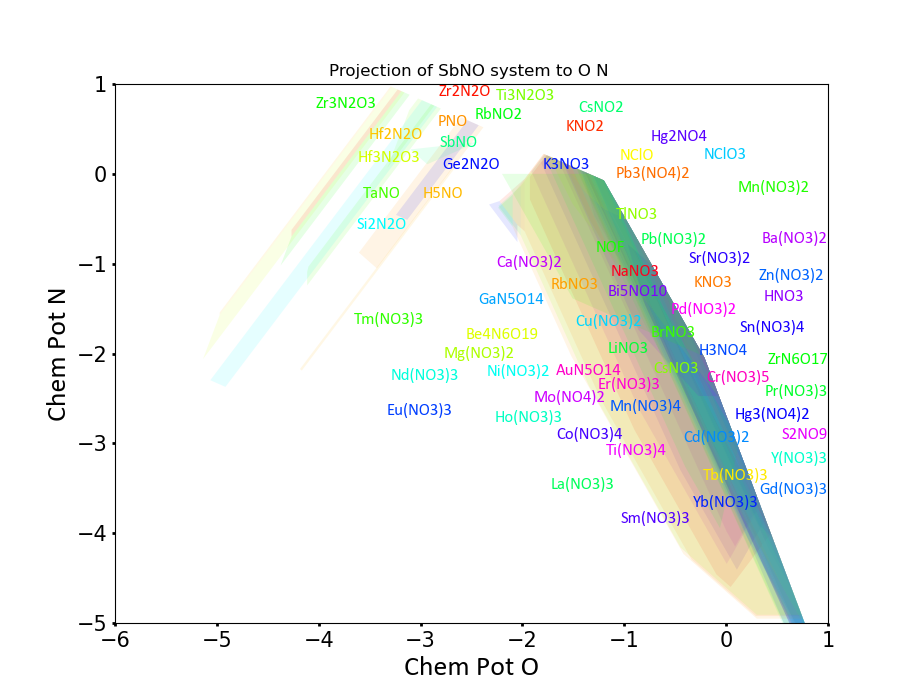 Projection of SbNO system to O N
Chem Pot N
1
0
−1
−2
−3
−4
−5
Zr2N2O
Ti3N2O3
Zr3N2O3
CsNO2
RbNO2
PNO
KNO2
Hf2N2O
Hg2NO4
SbNO
NClO
NClO3
Hf3N2O3
Ge2N2O
K3NO3
Pb3(NO4)2
Mn(NO3)2
TaNO
H5NO
TlNO3
Si2N2O
Pb(NO3)2
Ba(NO3)2
Sr(NO3)2
Ca(NO3)2
NaNO3
Zn(NO3)2
RbNO3
KNO3
Bi5NO10
HNO3
GaN5O14
Pd(NO3)2
Tm(NO3)3
Cu(NO3)2
Sn(NO3)4
Be4N6O19
BrNO3
LiNO3
H3NO4
Mg(NO3)2
ZrN6O17
CsNO3
Nd(NO3)3
Ni(NO3)2
AuN5O14
Cr(NO3)5
Er(NO3)3
Pr(NO3)3
Mo(NO4)2
Eu(NO3)3
Mn(NO3)4
Ho(NO3)3
Hg3(NO4)2
Co(NO3)4
Cd(NO3)2
S2NO9
Ti(NO3)4
Y(NO3)3
Tb(NO3)3
La(NO3)3
Gd(NO3)3
Yb(NO3)3
Sm(NO3)3
−6 −5 −4 −3 −2 −1 0 1
Chem Pot O